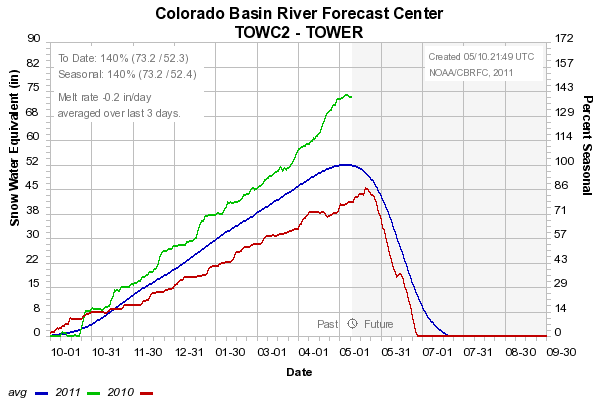 Colorado Basin River Forecast Center
TOWC2 - TOWER
To Date: 140% (73.2 / 52.3)
Seasonal: 140% (73.2 / 52.4)
Melt rate -0.2 in/day
averaged over last 3 days.
Created 05/10.21:49 UTC
NOAA/CBRFC, 2011
Snow Water Equivalent (in)
90
82
75
68
60
52
45
38
30
22
15
8
0
Percent Seasonal
172
158
143
129
114
100
86
71
57
43
29
14
0
Past Future
10-01 10-31 11-30 12-31 01-30 03-01 04-01 05-01 05-31 07-01 07-31 08-30 09-30
Date
avg 2011 2010